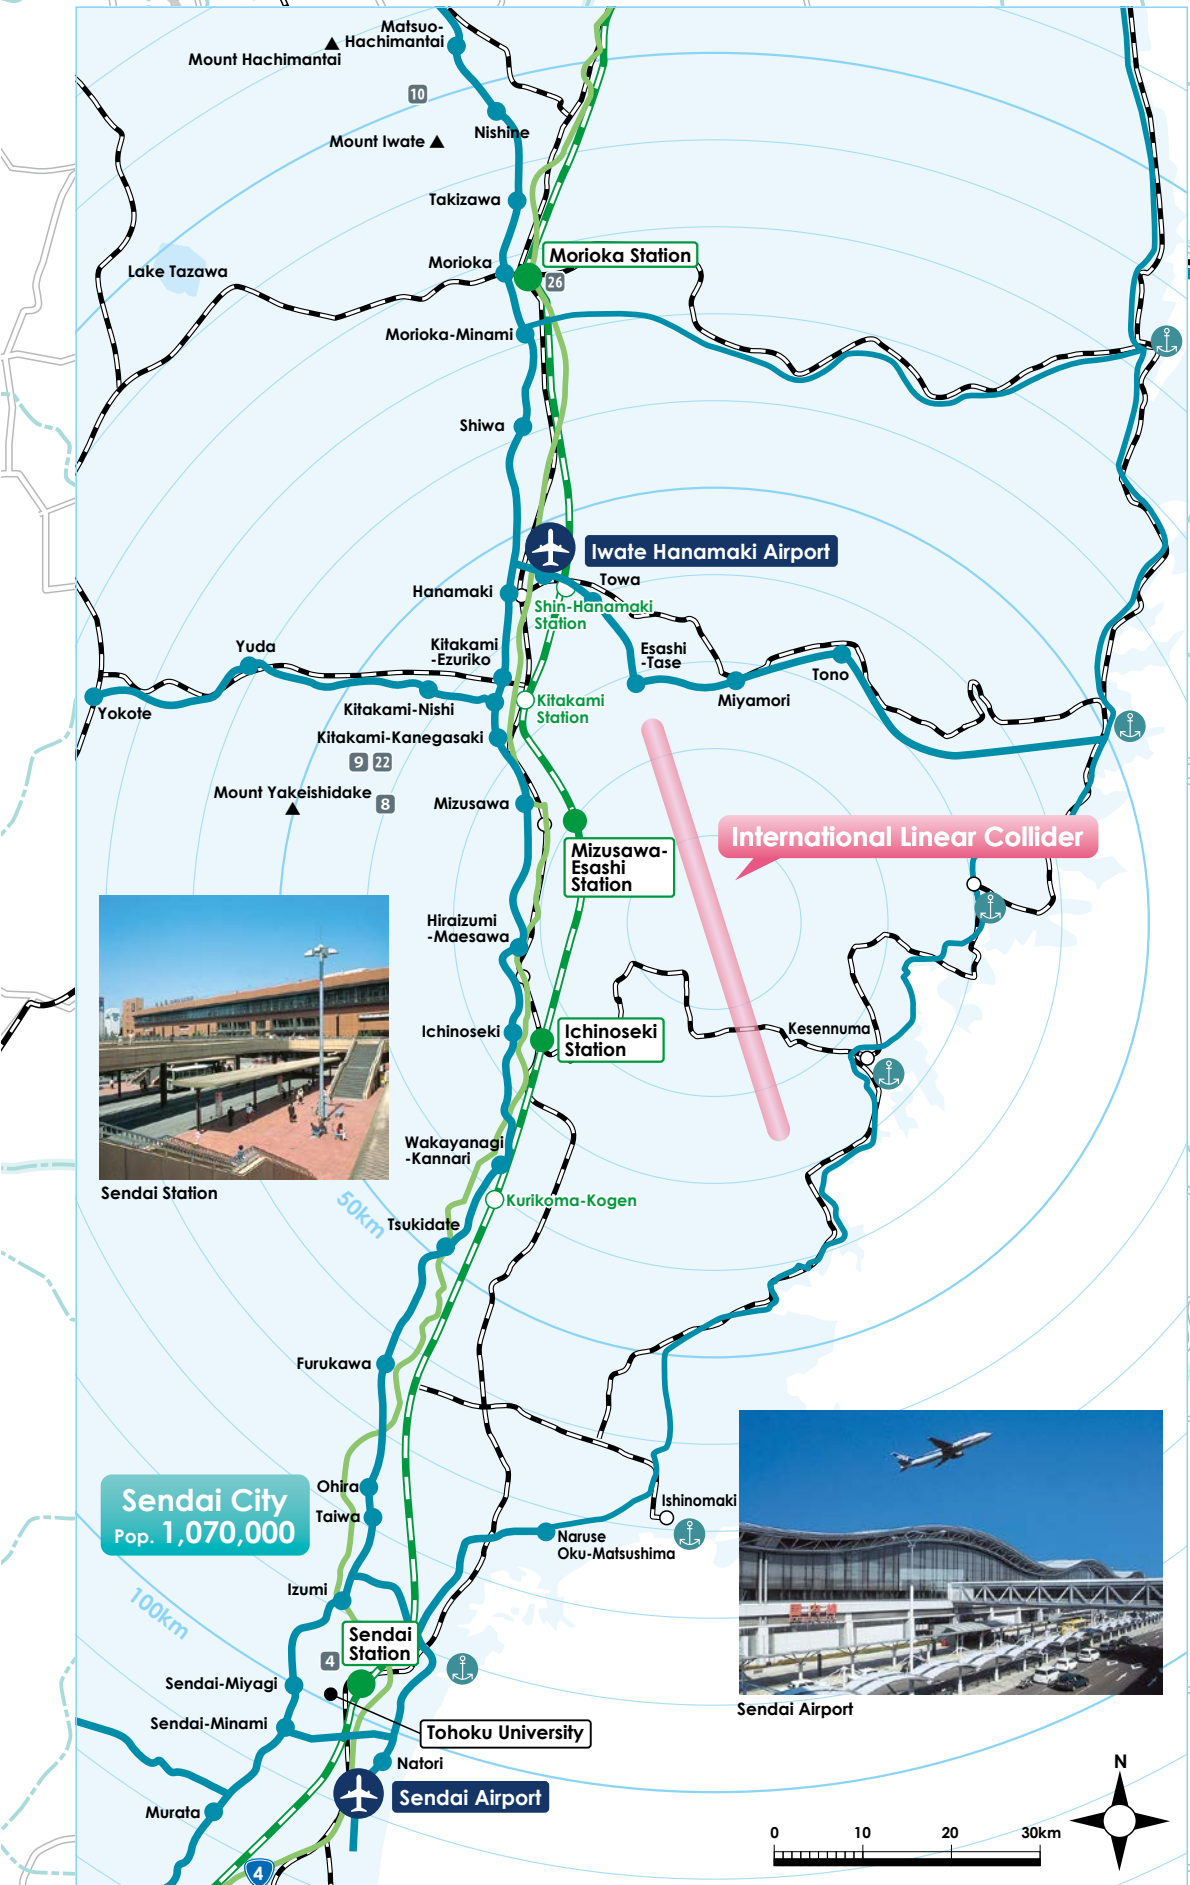 Matsuo-
Hachimantai
Mount Hachimantai
10
Nishine
Mount Iwate
Takizawa
Morioka Station
Morioka
Lake Tazawa
26
Morioka-Minami
Shiwa
Iwate Hanamaki Airport
Towa
Hanamaki
Shin-Hanamaki
Station
Kitakami
-Ezuriko
Yuda
Esashi
-Tase
Tono
Miyamori
Kitakami
Station
Kitakami-Nishi
Yokote
Kitakami-Kanegasaki
9
22
Mount Yakeishidake
8
Mizusawa
International Linear Collider
Mizusawa-
Esashi
Station
Hiraizumi
-Maesawa
Ichinoseki
Ichinoseki
Station
Kesennuma
Wakayanagi
-Kannari
Sendai Station
50km
Kurikoma-Kogen
Tsukidate
Furukawa
Sendai City
Pop. 1,070,000
Ohira
Taiwa
Ishinomaki
Naruse
Oku-Matsushima
Izumi
100km
Sendai
Station
4
Sendai-Miyagi
Sendai-Minami
Tohoku University
Sendai Airport
Natori
Sendai Airport
Murata
N
0 10 20 30km
4